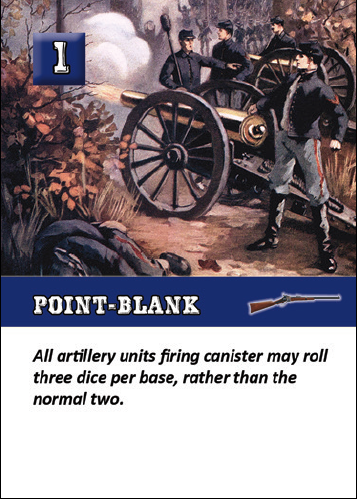 1
POINT-BLANK
All artillery units firing canister may roll
three dice per base, rather than the
normal two.